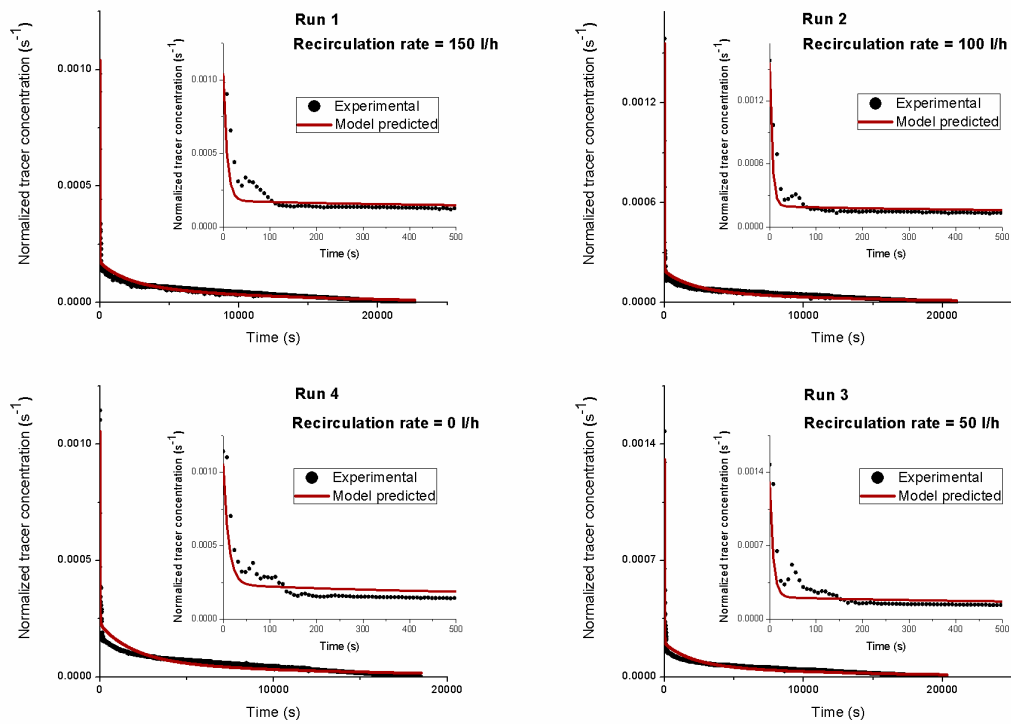 Run 1
Recirculation rate = 150 l/h
Normalized tracer concentration (s⁻¹)
0.0010
0.0005
0.0000
0
10000
20000
Time (s)
Normalized tracer concentration (s⁻¹)
0.0010
0.0005
0.0000
0
100
200
300
400
500
Time (s)
Experimental
Model predicted
Run 2
Recirculation rate = 100 l/h
Normalized tracer concentration (s⁻¹)
0.0012
0.0006
0.0000
0
10000
20000
Time (s)
Normalized tracer concentration (s⁻¹)
0.0012
0.0006
0.0000
0
100
200
300
400
500
Time (s)
Experimental
Model predicted
Run 4
Recirculation rate = 0 l/h
Normalized tracer concentration (s⁻¹)
0.0010
0.0005
0.0000
0
10000
20000
Time (s)
Normalized tracer concentration (s⁻¹)
0.0010
0.0005
0.0000
0
100
200
300
400
500
Time (s)
Experimental
Model predicted
Run 3
Recirculation rate = 50 l/h
Normalized tracer concentration (s⁻¹)
0.0014
0.0007
0.0000
0
10000
20000
Time (s)
Normalized tracer concentration (s⁻¹)
0.0014
0.0007
0.0000
0
100
200
300
400
500
Time (s)
Experimental
Model predicted